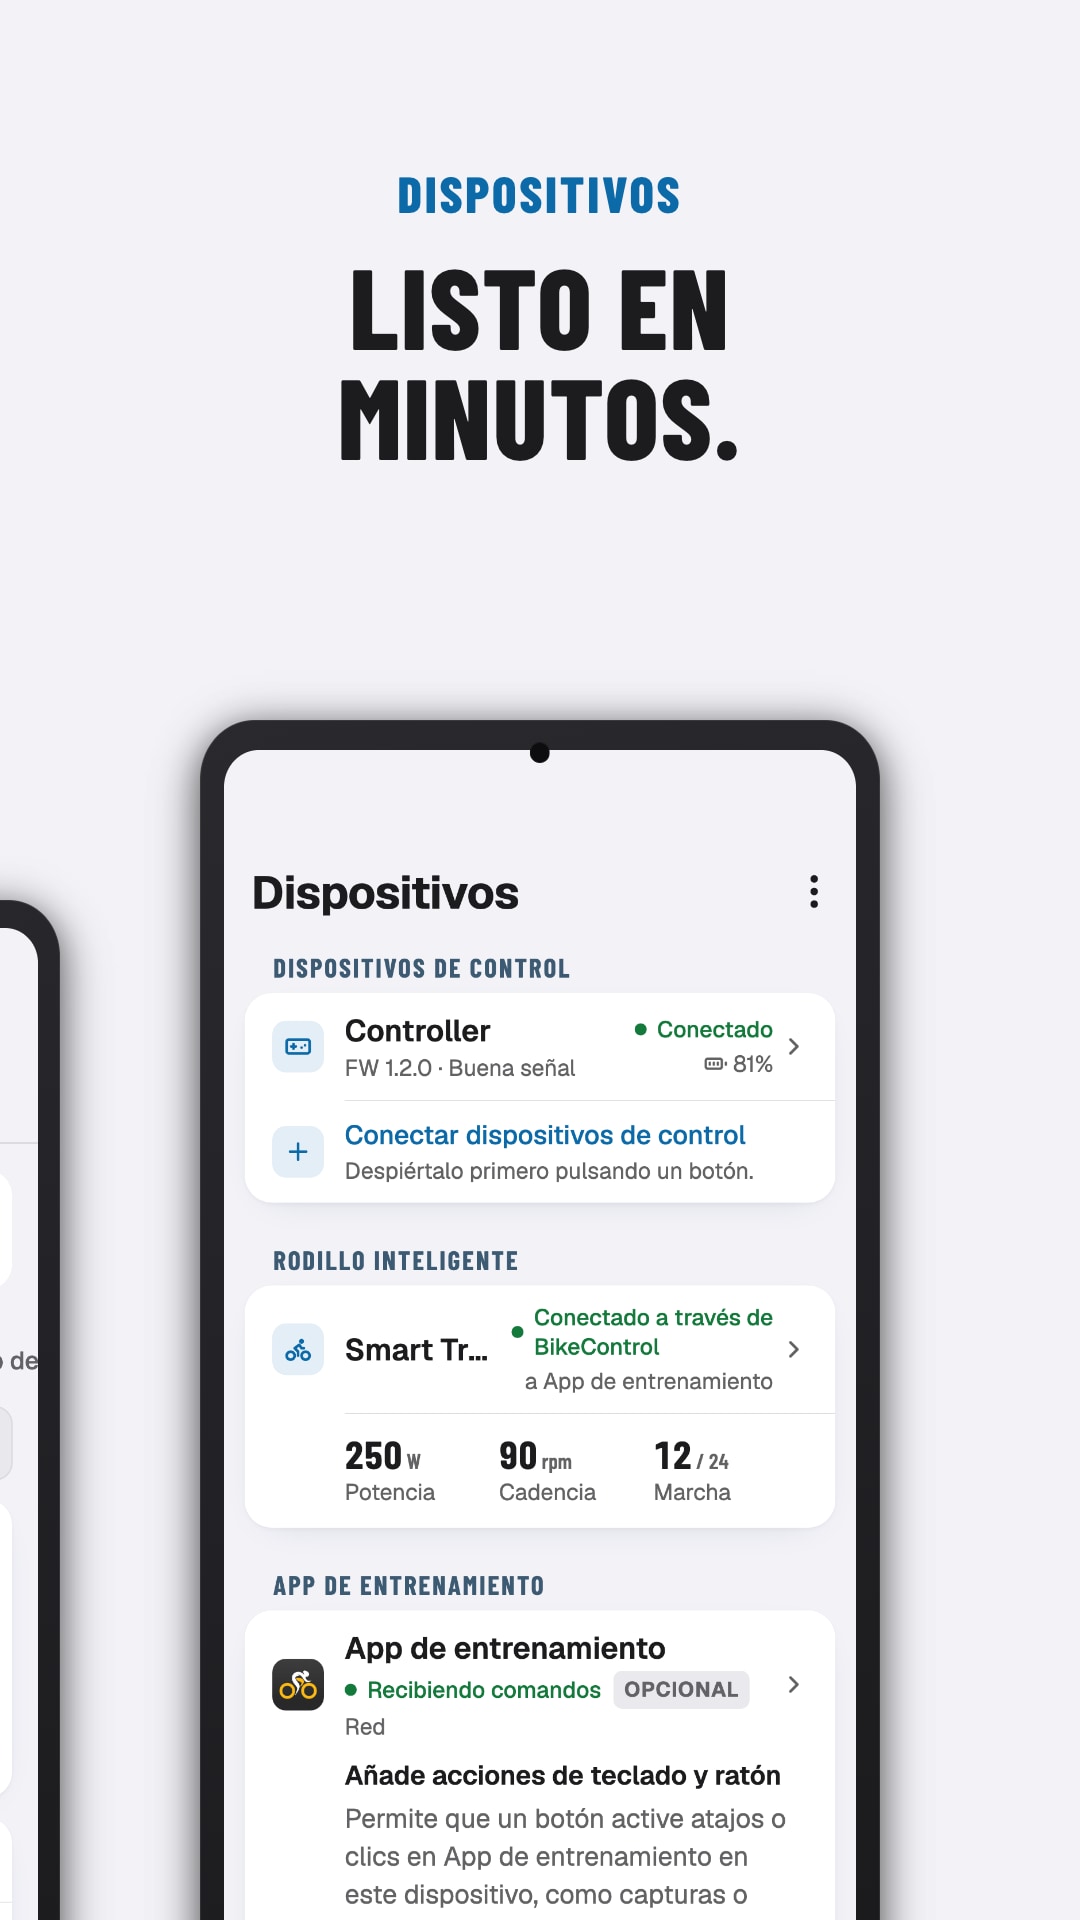 DISPOSITIVOS
LISTO EN
MINUTOS.
Dispositivos
DISPOSITIVOS DE CONTROL
Controller
Conectado
FW 1.2.0 · Buena señal
81%
Conectar dispositivos de control
Despiértalo primero pulsando un botón.
RODILLO INTELIGENTE
Smart Tr...
Conectado a través de
BikeControl
a App de entrenamiento
250 W
90 rpm
12 / 24
Potencia
Cadencia
Marcha
de
APP DE ENTRENAMIENTO
App de entrenamiento
Recibiendo comandos
OPCIONAL
Red
Añade acciones de teclado y ratón
Permite que un botón active atajos o
clics en App de entrenamiento en
este dispositivo, como capturas o